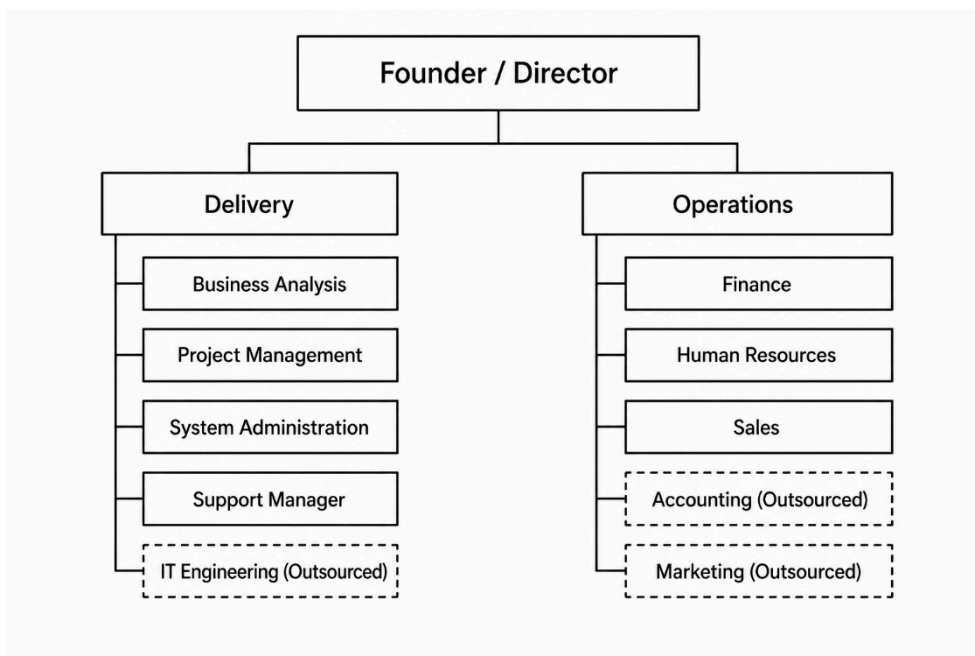 Founder / Director
Delivery
Business Analysis
Project Management
System Administration
Support Manager
IT Engineering (Outsourced)
Operations
Finance
Human Resources
Sales
Accounting (Outsourced)
Marketing (Outsourced)